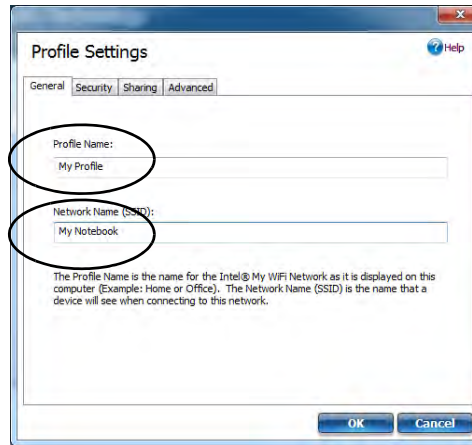 Profile Settings
Help
General Security Sharing Advanced
Profile Name:
My Profile
Network Name (SSID):
My Notebook
The Profile Name is the name for the Intel® My WiFi Network as it is displayed on this
computer (Example: Home or Office). The Network Name (SSID) is the name that a
device will see when connecting to this network.
OK Cancel